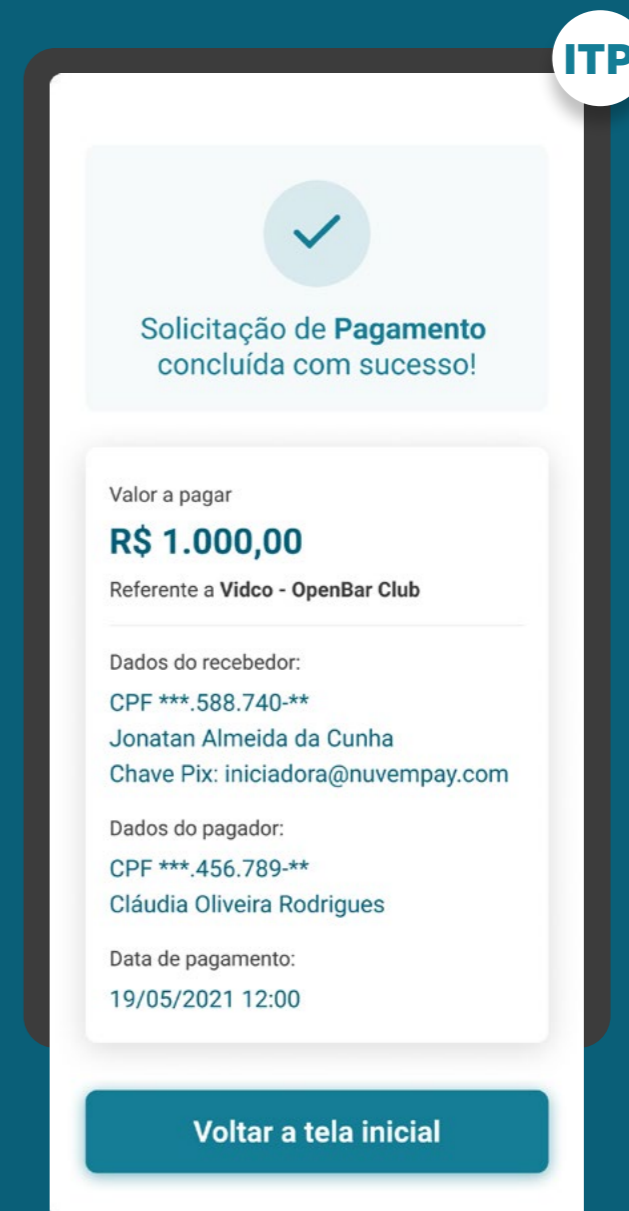 ITP
Solicitação de Pagamento
concluída com sucesso!
Valor a pagar
R$ 1.000,00
Referente a Vidco - OpenBar Club
Dados do recebedor:
CPF ***.588.740-**
Jonatan Almeida da Cunha
Chave Pix: iniciadora@nuvempay.com
Dados do pagador:
CPF ***.456.789-**
Cláudia Oliveira Rodrigues
Data de pagamento:
19/05/2021 12:00
Voltar a tela inicial